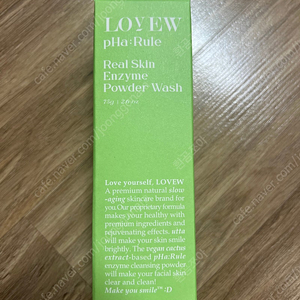 LOVEW
pHa:Rule
Real Skin
Enzyme
Powder Wash
Love yourself, LOVEW
A premium natural slow
-aging skincare brand for
you. Our proprietary formula
makes your healthy with
premium ingredients and
rejuvenating effects. ultta
will make your skin smile
brightly. The vegan cactus
extract-based pHa:Rule
enzyme cleansing powder
will make your facial skin
clear and clean!
Make you smile™ :D